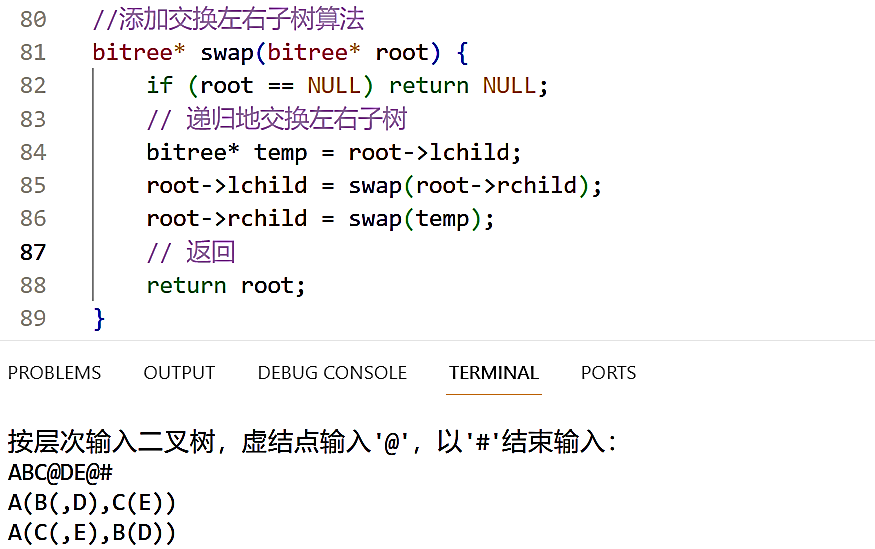 80 //添加交换左右子树算法
81 bitree* swap(bitree* root) {
82 if (root == NULL) return NULL;
83 // 递归地交换左右子树
84 bitree* temp = root->lchild;
85 root->lchild = swap(root->rchild);
86 root->rchild = swap(temp);
87 // 返回
88 return root;
89 }
PROBLEMS OUTPUT DEBUG CONSOLE TERMINAL PORTS
按层次输入二叉树，虚结点输入'@'，以'#'结束输入：
ABC@DE@#
A(B(,D),C(E))
A(C(,E),B(D))